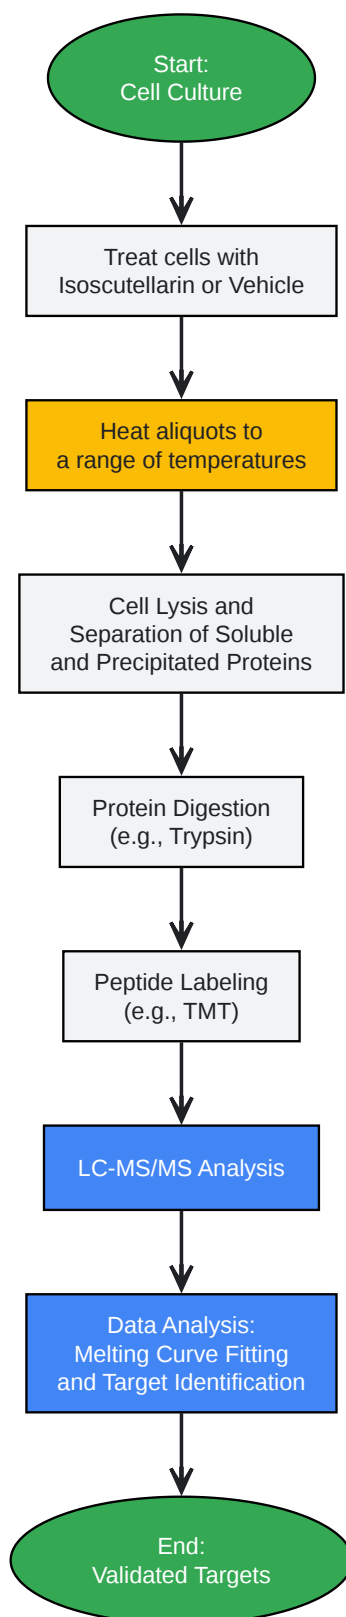 Start:
Cell Culture
Treat cells with
Isoscutellarin or Vehicle
Heat aliquots to
a range of temperatures
Cell Lysis and
Separation of Soluble
and Precipitated Proteins
Protein Digestion
(e.g., Trypsin)
Peptide Labeling
(e.g., TMT)
LC-MS/MS Analysis
Data Analysis:
Melting Curve Fitting
and Target Identification
End:
Validated Targets